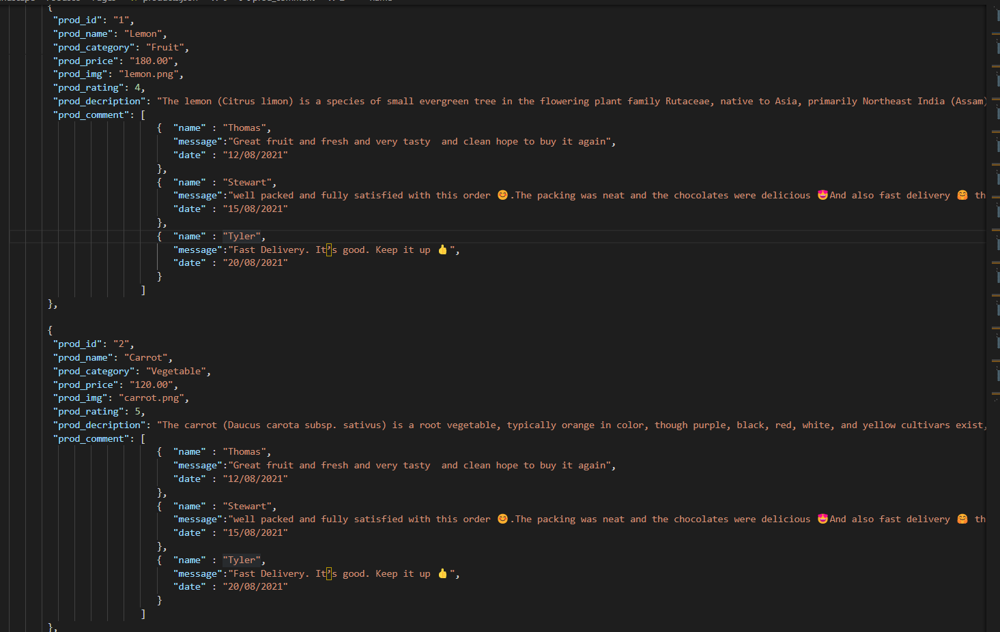 {
"prod_id": "1",
"prod_name": "Lemon",
"prod_category": "Fruit",
"prod_price": "180.00",
"prod_img": "lemon.png",
"prod_rating": 4,
"prod_decription": "The lemon (Citrus limon) is a species of small evergreen tree in the flowering plant family Rutaceae, native to Asia, primarily Northeast India (Assam)
"prod_comment": [
{ "name" : "Thomas",
"message":"Great fruit and fresh and very tasty  and clean hope to buy it again",
"date" : "12/08/2021"
},
{ "name" : "Stewart",
"message":"well packed and fully satisfied with this order 😊.The packing was neat and the chocolates were delicious 😍And also fast delivery 🤗 th
"date" : "15/08/2021"
},
{ "name" : "Tyler",
"message":"Fast Delivery. It’s good. Keep it up 👍",
"date" : "20/08/2021"
}
]
},
{
"prod_id": "2",
"prod_name": "Carrot",
"prod_category": "Vegetable",
"prod_price": "120.00",
"prod_img": "carrot.png",
"prod_rating": 5,
"prod_decription": "The carrot (Daucus carota subsp. sativus) is a root vegetable, typically orange in color, though purple, black, red, white, and yellow cultivars exist,
"prod_comment": [
{ "name" : "Thomas",
"message":"Great fruit and fresh and very tasty  and clean hope to buy it again",
"date" : "12/08/2021"
},
{ "name" : "Stewart",
"message":"well packed and fully satisfied with this order 😊.The packing was neat and the chocolates were delicious 😍And also fast delivery 🤗 th
"date" : "15/08/2021"
},
{ "name" : "Tyler",
"message":"Fast Delivery. It’s good. Keep it up 👍",
"date" : "20/08/2021"
}
]
},